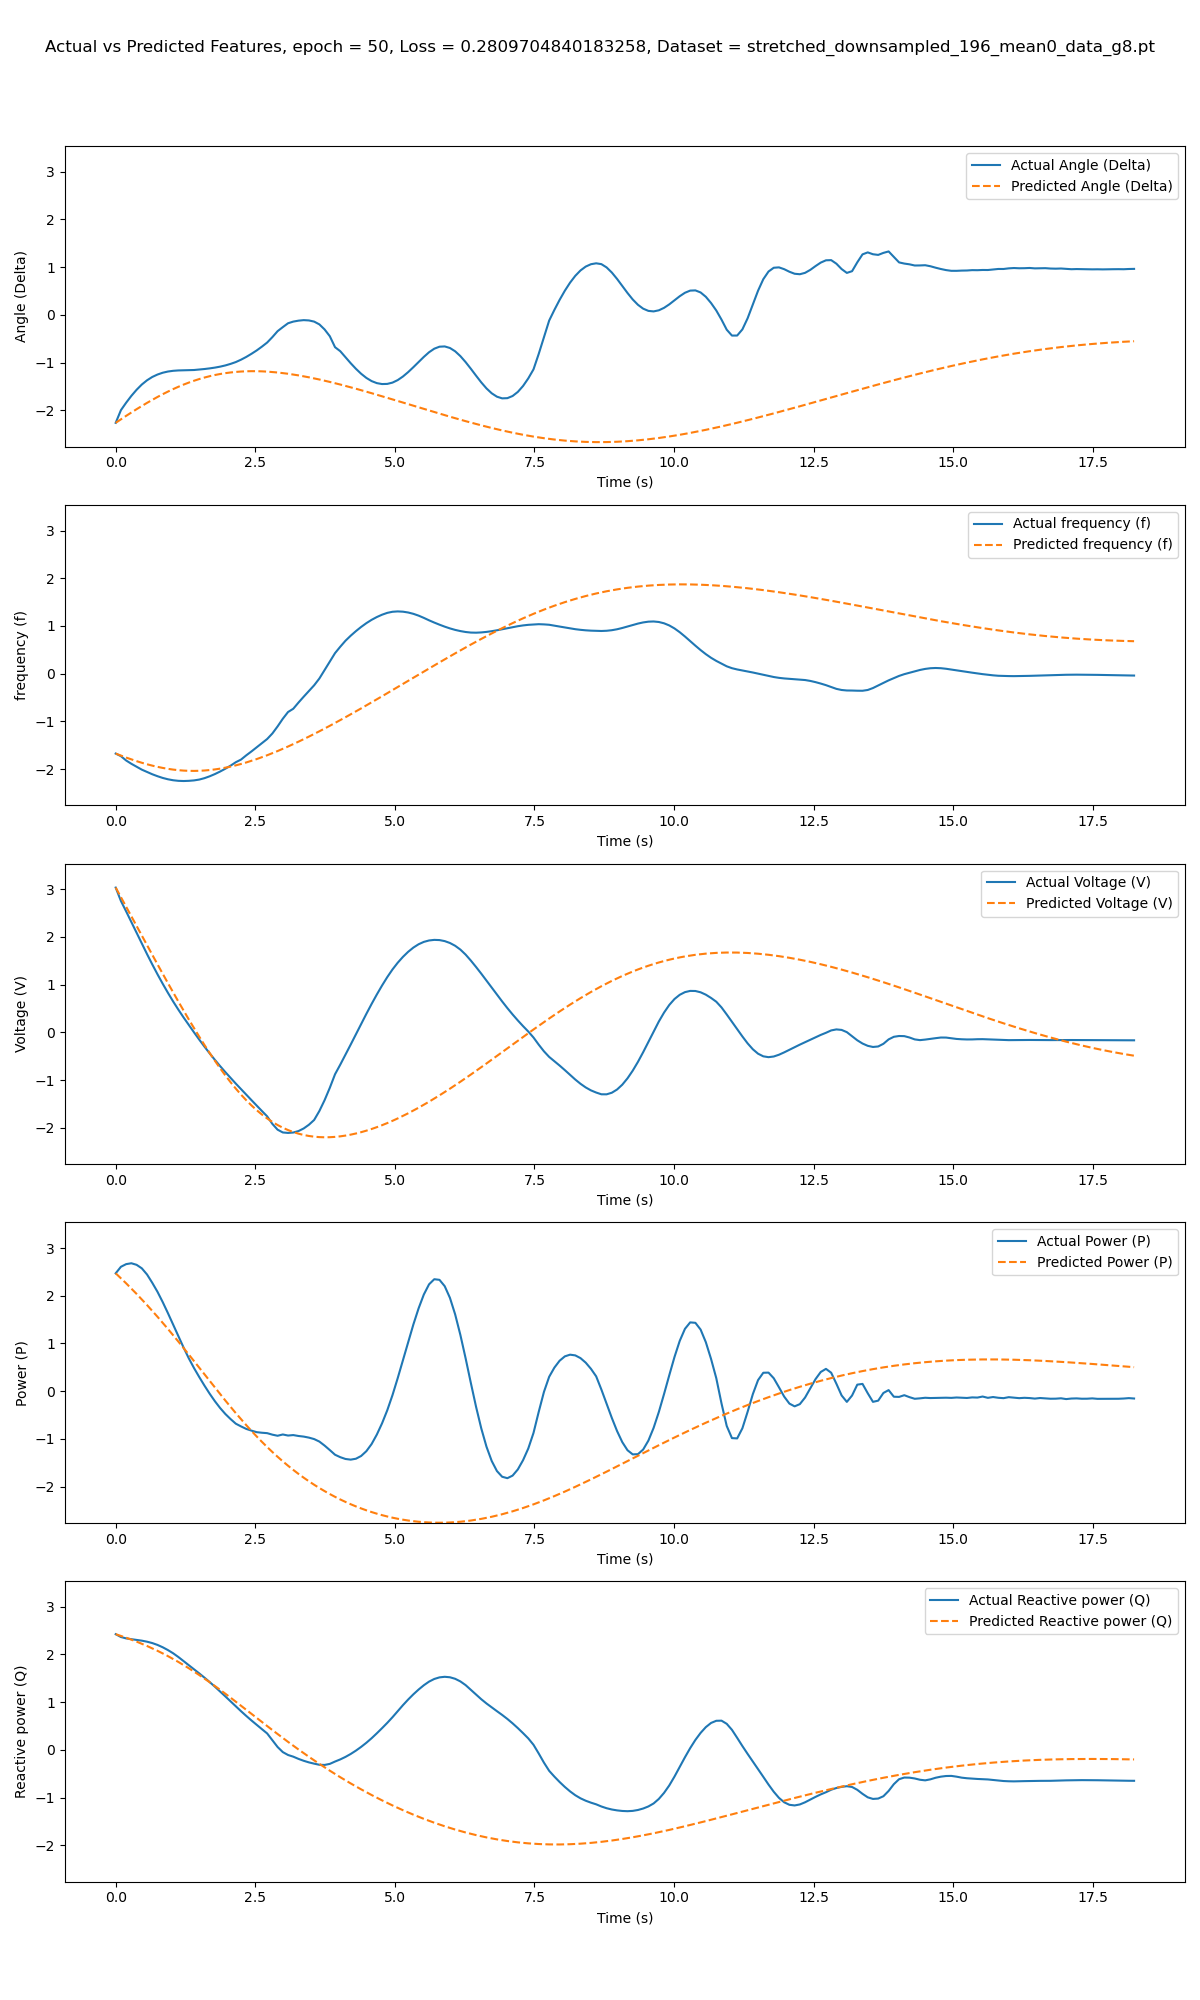 Actual vs Predicted Features, epoch = 50, Loss = 0.2809704840183258, Dataset = stretched_downsampled_196_mean0_data_g8.pt
Actual Angle (Delta)
Predicted Angle (Delta)
Angle (Delta)
3
2
1
0
−1
−2
0.0 2.5 5.0 7.5 10.0 12.5 15.0 17.5
Time (s)
Actual frequency (f)
Predicted frequency (f)
frequency (f)
3
2
1
0
−1
−2
0.0 2.5 5.0 7.5 10.0 12.5 15.0 17.5
Time (s)
Actual Voltage (V)
Predicted Voltage (V)
Voltage (V)
3
2
1
0
−1
−2
0.0 2.5 5.0 7.5 10.0 12.5 15.0 17.5
Time (s)
Actual Power (P)
Predicted Power (P)
Power (P)
3
2
1
0
−1
−2
0.0 2.5 5.0 7.5 10.0 12.5 15.0 17.5
Time (s)
Actual Reactive power (Q)
Predicted Reactive power (Q)
Reactive power (Q)
3
2
1
0
−1
−2
0.0 2.5 5.0 7.5 10.0 12.5 15.0 17.5
Time (s)